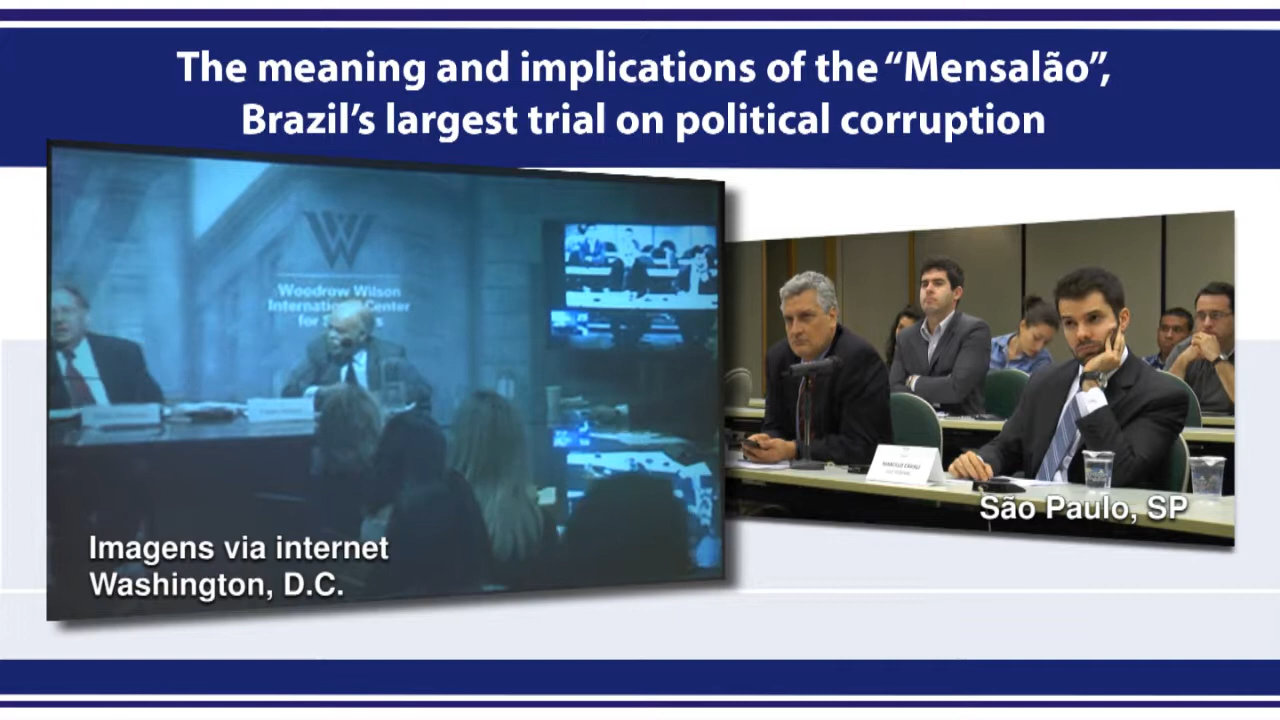 The meaning and implications of the “Mensalão”,
Brazil’s largest trial on political corruption
W
Woodrow Wilson
International Center
for
Imagens via internet
Washington, D.C.
São Paulo, SP